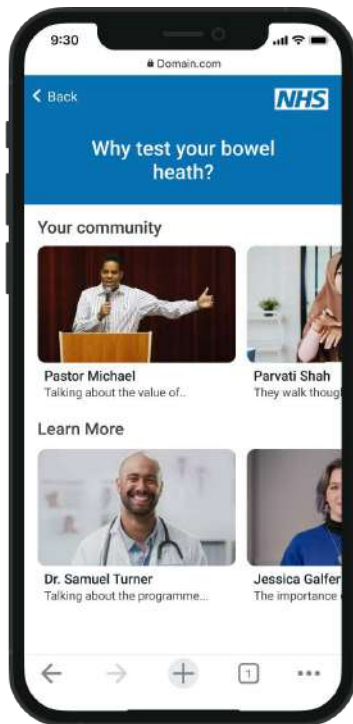 9:30
Domain.com
Back
NHS
Why test your bowel
heath?
Your community
Pastor Michael
Talking about the value of..
Parvati Shah
They walk thoug
Learn More
Dr. Samuel Turner
Talking about the programme...
Jessica Galfer
The importance
1